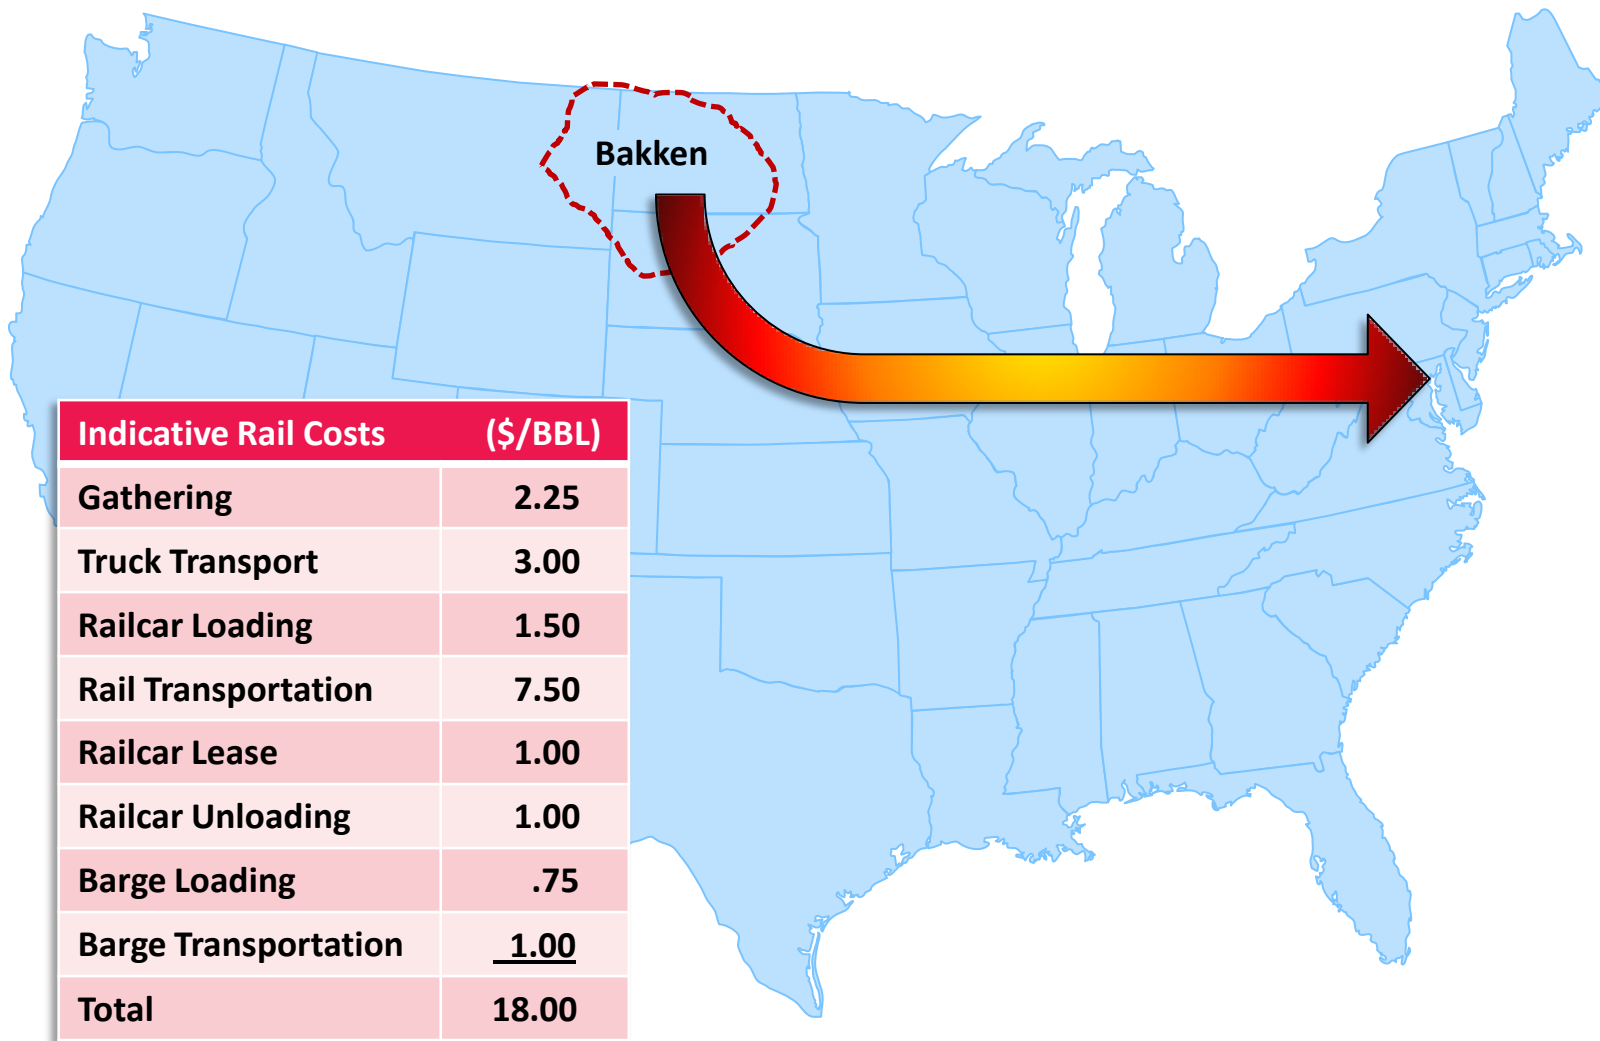 Bakken
Indicative Rail Costs ($/BBL)
Gathering 2.25
Truck Transport 3.00
Railcar Loading 1.50
Rail Transportation 7.50
Railcar Lease 1.00
Railcar Unloading 1.00
Barge Loading .75
Barge Transportation 1.00
Total 18.00